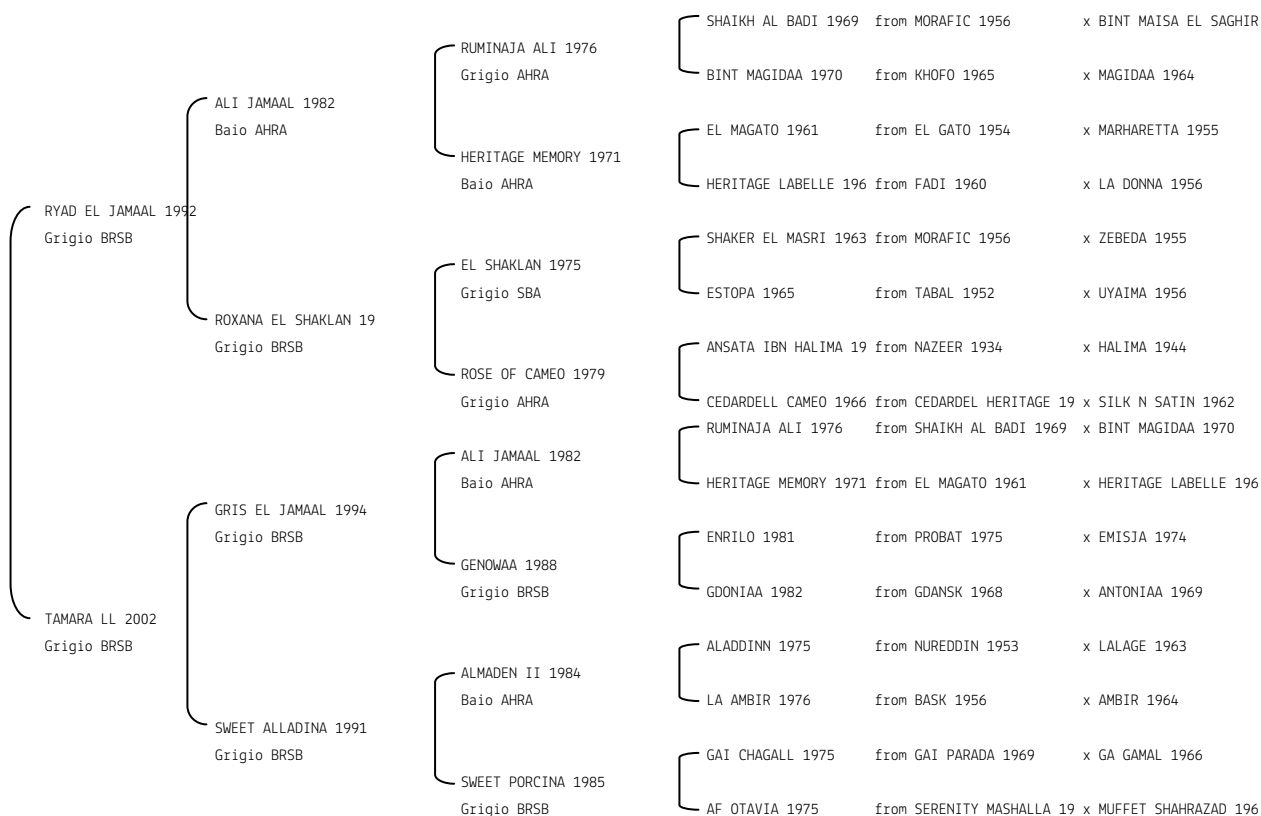 SHAIKH AL BADI 1969 from MORAFIC 1956 x BINT MAISA EL SAGHIR
RUMINAJA ALI 1976
Grigio AHRA
BINT MAGIDAA 1970 from KHOFO 1965 x MAGIDAA 1964
ALI JAMAAL 1982
Baio AHRA
EL MAGATO 1961 from EL GATO 1954 x MARHARETTA 1955
HERITAGE MEMORY 1971
Baio AHRA
HERITAGE LABELLE 196 from FADI 1960 x LA DONNA 1956
RYAD EL JAMAAL 1992
Grigio BRSB
SHAKER EL MASRI 1963 from MORAFIC 1956 x ZEBEDA 1955
EL SHAKLAN 1975
Grigio SBA
ESTOPA 1965 from TABAL 1952 x UYAIMA 1956
ROXANA EL SHAKLAN 19
Grigio BRSB
ANSATA IBN HALIMA 19 from NAZEER 1934 x HALIMA 1944
ROSE OF CAMEO 1979
Grigio AHRA
CEDARDELL CAMEO 1966 from CEDARDEL HERITAGE 19 x SILK N SATIN 1962
RUMINAJA ALI 1976 from SHAIKH AL BADI 1969 x BINT MAGIDAA 1970
ALI JAMAAL 1982
Baio AHRA
HERITAGE MEMORY 1971 from EL MAGATO 1961 x HERITAGE LABELLE 196
GRIS EL JAMAAL 1994
Grigio BRSB
ENRILO 1981 from PROBAT 1975 x EMISJA 1974
GENOWAA 1988
Grigio BRSB
GDONIAA 1982 from GDANSK 1968 x ANTONIAA 1969
TAMARA LL 2002
Grigio BRSB
ALADDINN 1975 from NUREDDIN 1953 x LALAGE 1963
ALMADEN II 1984
Baio AHRA
LA AMBIR 1976 from BASK 1956 x AMBIR 1964
SWEET ALLADINA 1991
Grigio BRSB
GAI CHAGALL 1975 from GAI PARADA 1969 x GA GAMAL 1966
SWEET PORCINA 1985
Grigio BRSB
AF OTAVIA 1975 from SERENITY MASHALLA 19 x MUFFET SHAHRAZAD 196